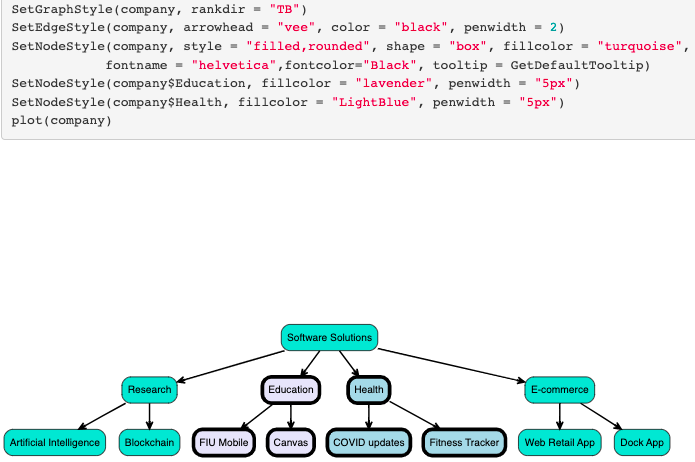 SetGraphStyle(company, rankdir = "TB")
SetEdgeStyle(company, arrowhead = "vee", color = "black", penwidth = 2)
SetNodeStyle(company, style = "filled,rounded", shape = "box", fillcolor = "turquoise",
fontname = "helvetica",fontcolor="Black", tooltip = GetDefaultTooltip)
SetNodeStyle(company$Education, fillcolor = "lavender", penwidth = "5px")
SetNodeStyle(company$Health, fillcolor = "LightBlue", penwidth = "5px")
plot(company)
Software Solutions
Research Education Health E-commerce
Artificial Intelligence Blockchain FIU Mobile Canvas COVID updates Fitness Tracker Web Retail App Dock App